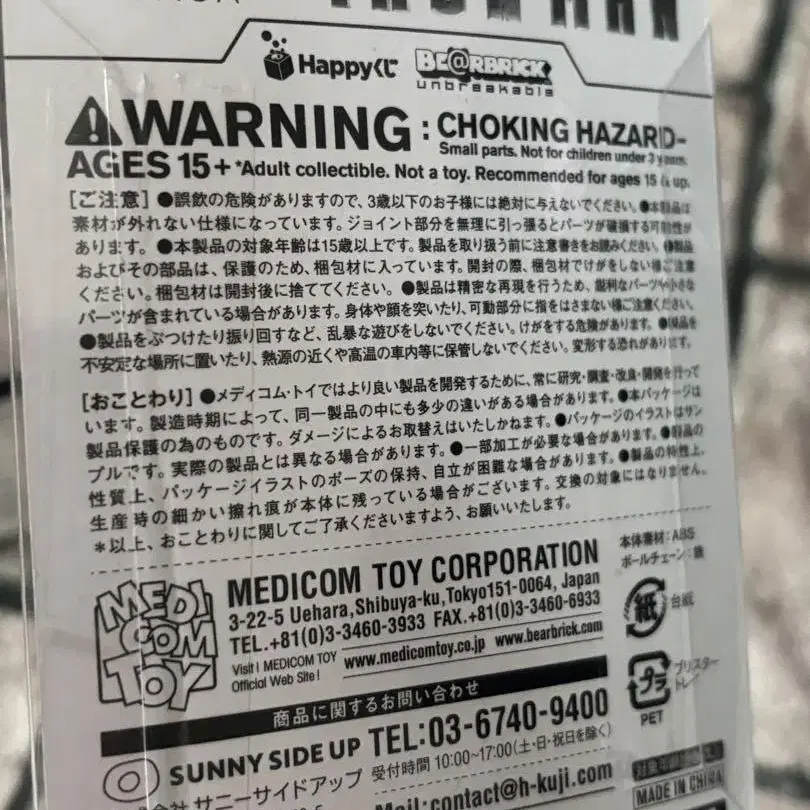 Happyくじ BE@RBRICK
unbreakable
WARNING : CHOKING HAZARD-
Small parts. Not for children under 3 years.
AGES 15+ *Adult collectible. Not a toy. Recommended for ages 15 & up.
[ご注意] ●誤飲の危険がありますので、3歳以下のお子様には絶対に与えないでください。●本製品は
素材が外れない仕様になっています。ジョイント部分を無理に引っ張るとパーツが破損する可能性が
あります。●本製品の対象年齢は15歳以上です。製品を取り扱う前に注意書きをお読みください。●製品
およびその部品は、保護のため、梱包材に入っています。開封の際、梱包材でけがをしない様ご注意
ください。梱包材は開封後に捨ててください。●製品は精密な再現を行うため、鋭利なパーツや小さな
パーツが含まれている場合があります。身体や顔を突いたり、可動部分に指をはさまない様ご注意ください。
●製品をぶつけたり振り回すなど、乱暴な遊びをしないでください。けがをする危険があります。●製品を
不安定な場所に置いたり、熱源の近くや高温の車内等に保管しないでください。変形する恐れがあります。
[おことわり] ●メディコム・トイではより良い製品を開発するために、常に研究・調査・改良・開発を行って
います。製造時期によって、同一製品の中にも多少の違いがある場合があります。●本パッケージは
製品保護の為のものです。ダメージによるお取替えはいたしかねます。●パッケージのイラストはサン
プルです。実際の製品とは異なる場合があります。●一部加工が必要な場合があります。●製品の
性質上、パッケージイラストのポーズの保持、自立が困難な場合があります。●製品の特性上、
生産時の細かい擦れ痕が本体に残っている場合がございます。交換の対象にはなりません。
*以上、おことわりに関してご了承くださいますよう、お願いいたします。
MEDI
COM
TOY
MEDICOM TOY CORPORATION
3-22-5 Uehara,Shibuya-ku,Tokyo151-0064, Japan
TEL.+81(0)3-3460-3933 FAX.+81(0)3-3460-6933
Visit! MEDICOM TOY
Official Web Site!
www.medicomtoy.co.jp www.bearbrick.com
本体素材:ABS
ボールチェーン:鉄
紙 台紙
プラ ブリスター
トレイ
PET
商品に関するお問い合わせ
SUNNY SIDE UP TEL:03-6740-9400
サニーサイドアップ 受付時間 10:00~17:00(土・日・祝日を除く)
Mail:contact@h-kuji.com
MADE IN CHINA